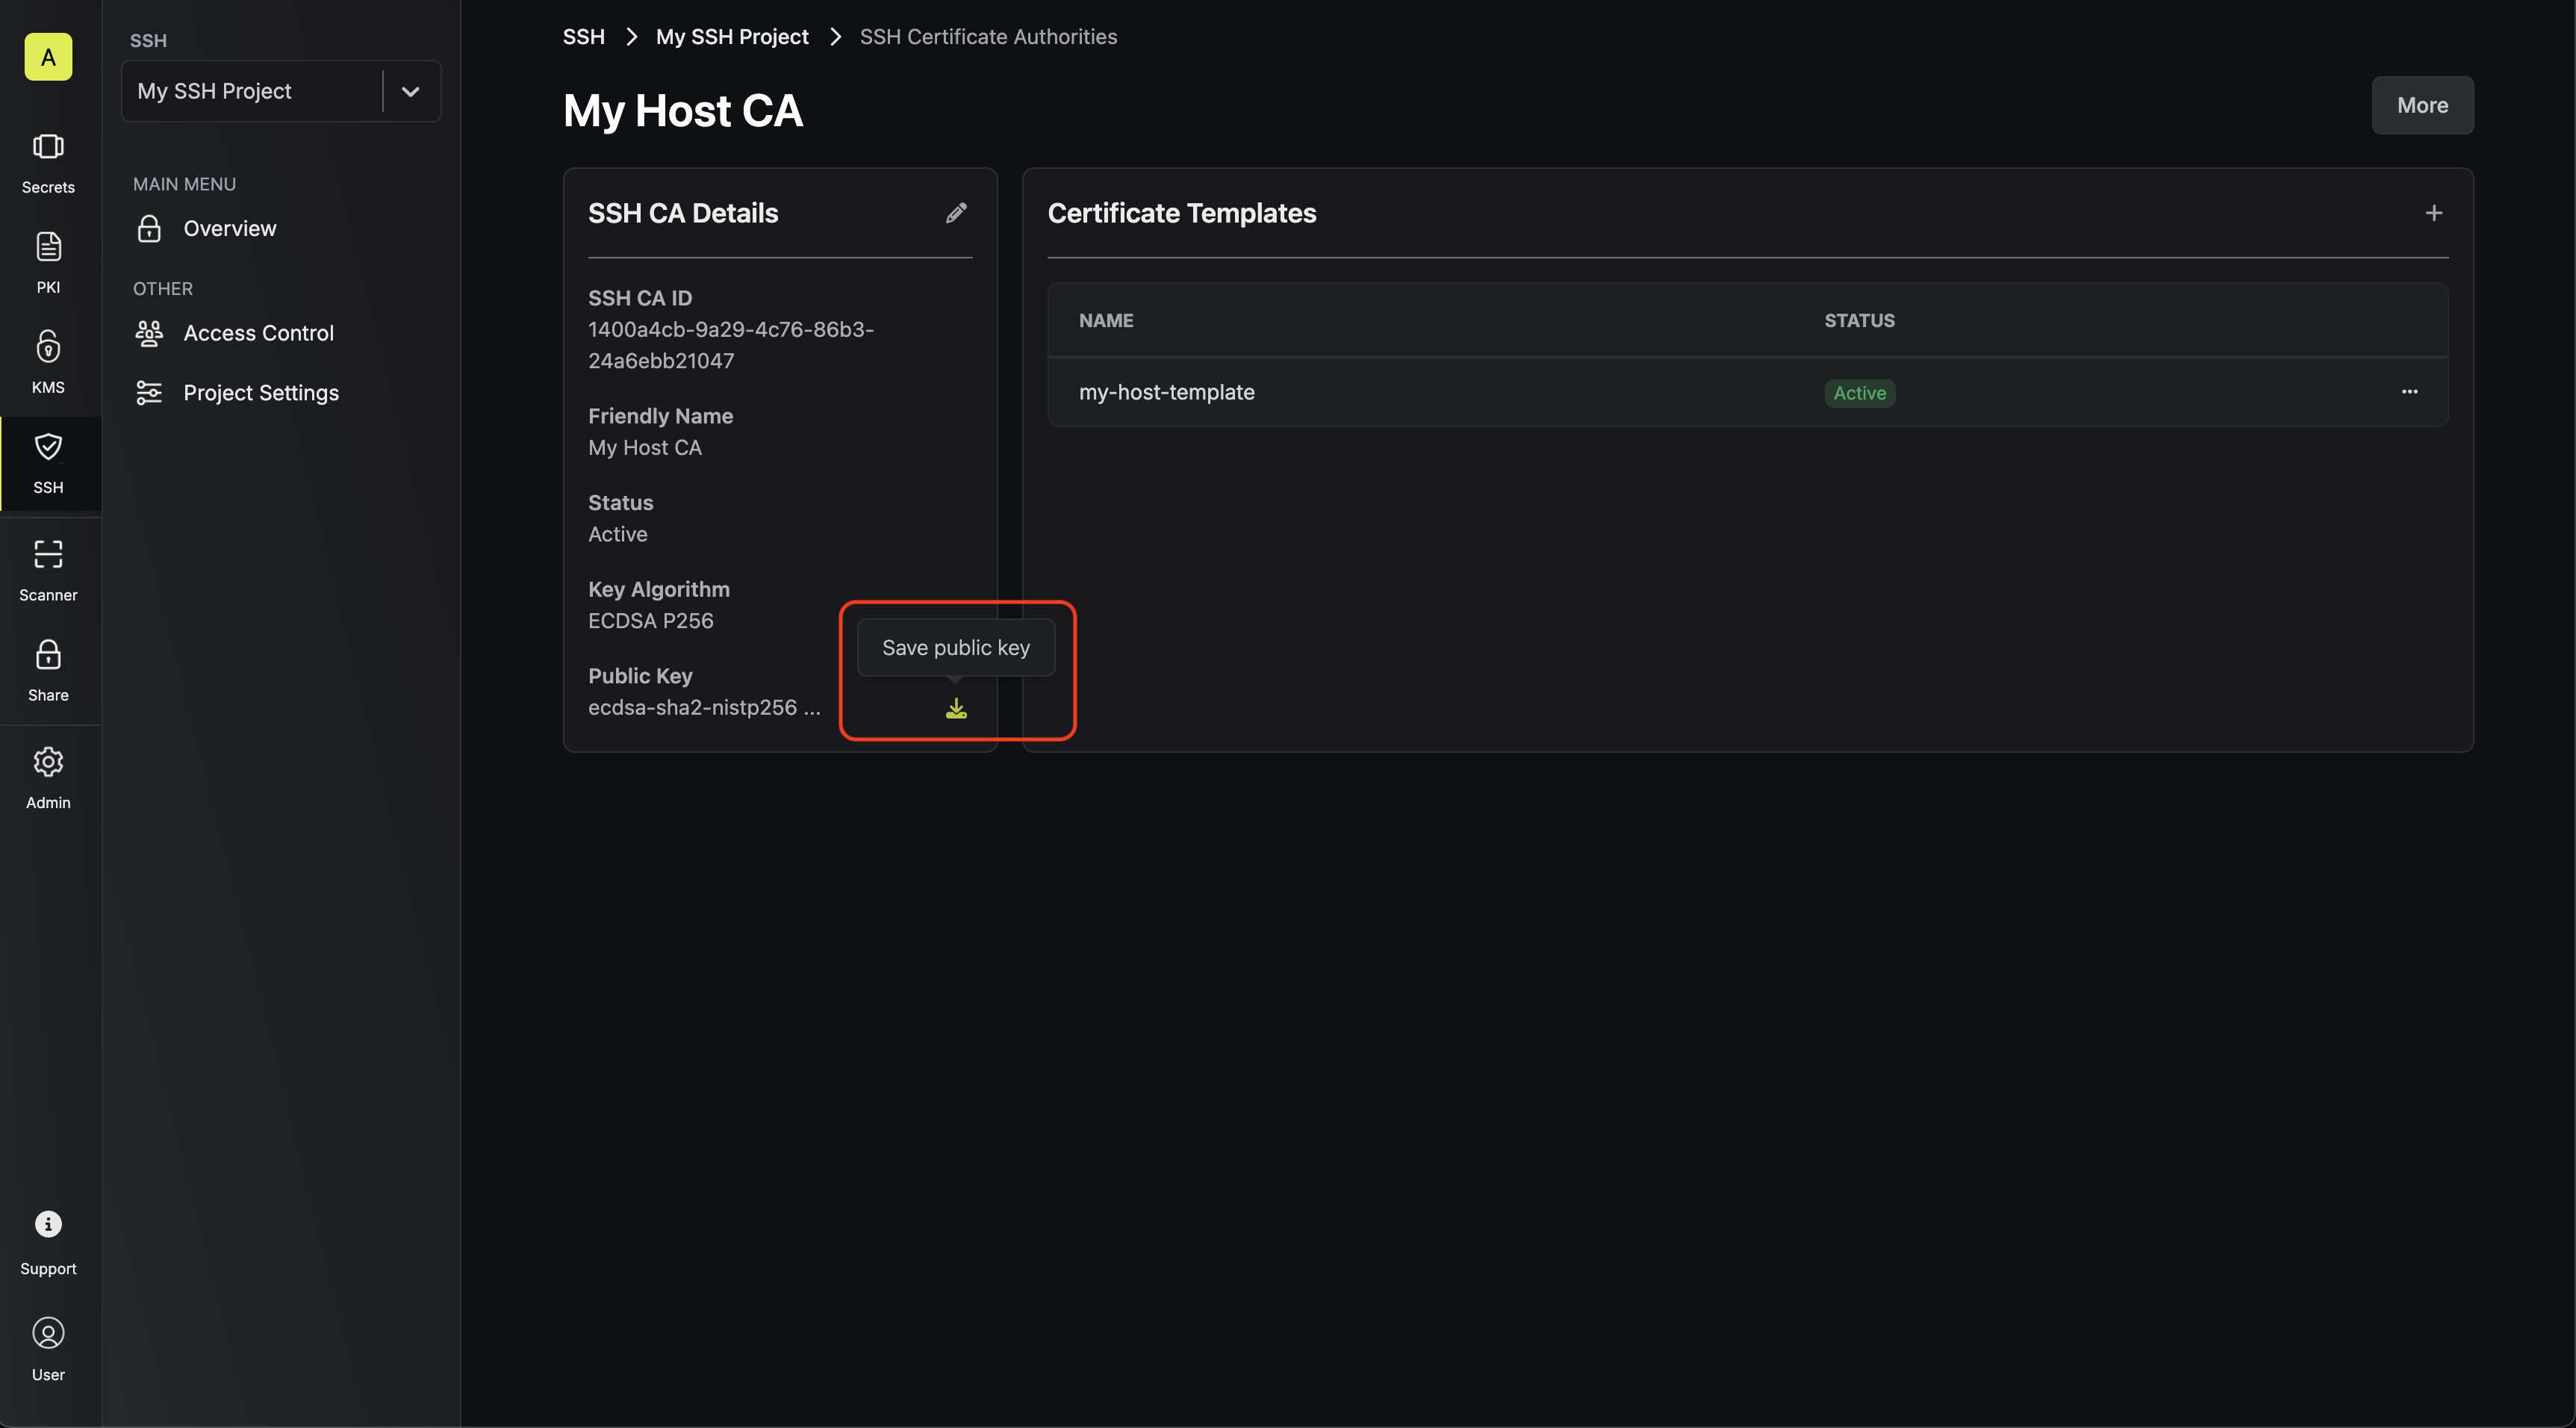 A
Secrets
PKI
KMS
SSH
Scanner
Share
Admin
Support
User
SSH
My SSH Project
MAIN MENU
Overview
OTHER
Access Control
Project Settings
SSH > My SSH Project > SSH Certificate Authorities
My Host CA
More
SSH CA Details
SSH CA ID
1400a4cb-9a29-4c76-86b3-
24a6ebb21047
Friendly Name
My Host CA
Status
Active
Key Algorithm
ECDSA P256
Save public key
Public Key
ecdsa-sha2-nistp256 ...
Certificate Templates
NAME STATUS
my-host-template Active